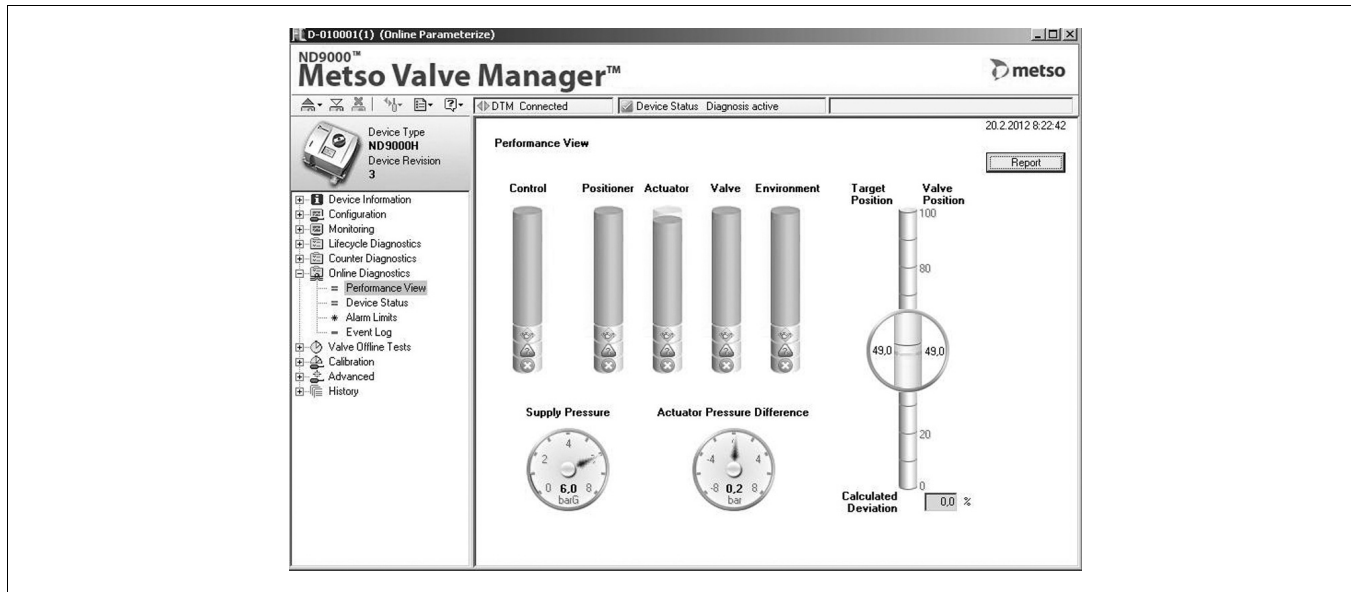 D-010001(1) (Online Parameterize)
ND9000™
Metso Valve Manager™
metso
DTM Connected
Device Status Diagnosis active
Device Type
ND9000H
Device Revision
3
Device Information
Configuration
Monitoring
Lifecycle Diagnostics
Counter Diagnostics
Online Diagnostics
Performance View
Device Status
Alarm Limits
Event Log
Valve Offline Tests
Calibration
Advanced
History
20.2.2012 8:22:42
Performance View
Report
Control Positioner Actuator Valve Environment
Target Position
Valve Position
100
80
49,0 49,0
20
0
Supply Pressure
0 2 4 8
6,0
barG
Actuator Pressure Difference
-8 -4 4 8
0,2
bar
Calculated Deviation
0,0 %